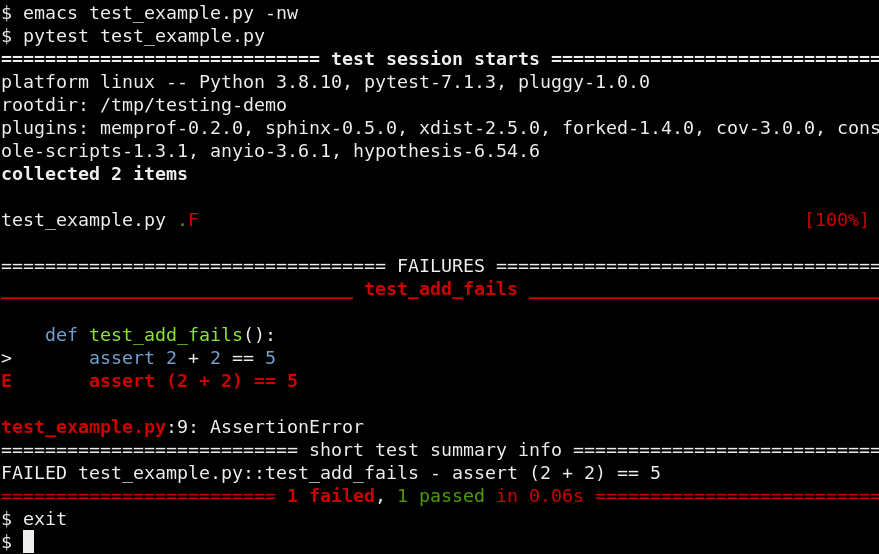 $ emacs test_example.py -nw
$ pytest test_example.py
============================= test session starts ==============================
platform linux -- Python 3.8.10, pytest-7.1.3, pluggy-1.0.0
rootdir: /tmp/testing-demo
plugins: memprof-0.2.0, sphinx-0.5.0, xdist-2.5.0, forked-1.4.0, cov-3.0.0, cons
ole-scripts-1.3.1, anyio-3.6.1, hypothesis-6.54.6
collected 2 items
test_example.py .F [100%]
=================================== FAILURES ===================================
________________________________ test_add_fails ________________________________
def test_add_fails():
> assert 2 + 2 == 5
E assert (2 + 2) == 5
test_example.py:9: AssertionError
=========================== short test summary info ============================
FAILED test_example.py::test_add_fails - assert (2 + 2) == 5
========================= 1 failed, 1 passed in 0.06s ==========================
$ exit
$